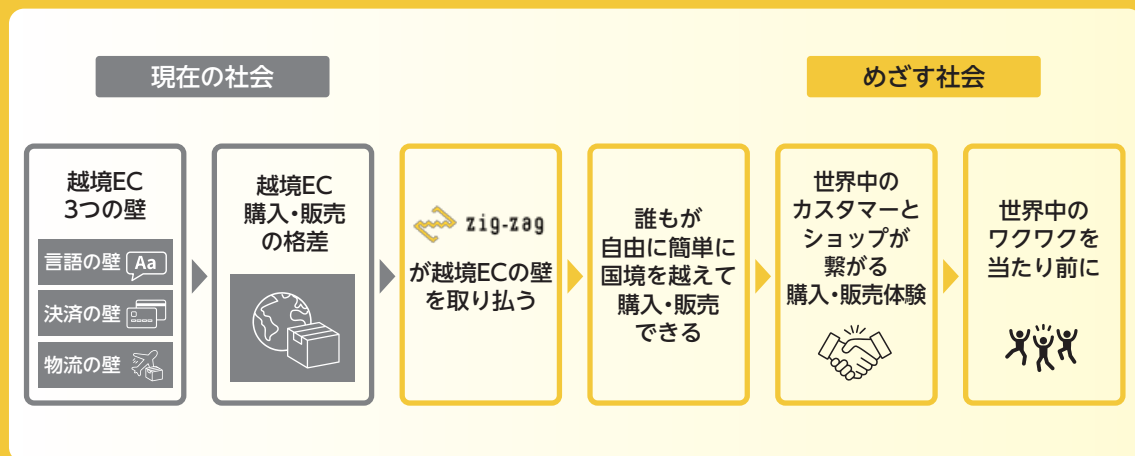 現在の社会
めざす社会
越境EC
3つの壁
言語の壁 Aa
決済の壁
物流の壁
越境EC
購入・販売
の格差
zig-zag
が越境ECの壁
を取り払う
誰もが
自由に簡単に
国境を越えて
購入・販売
できる
世界中の
カスタマーと
ショップが
繋がる
購入・販売体験
世界中の
ワクワクを
当たり前に